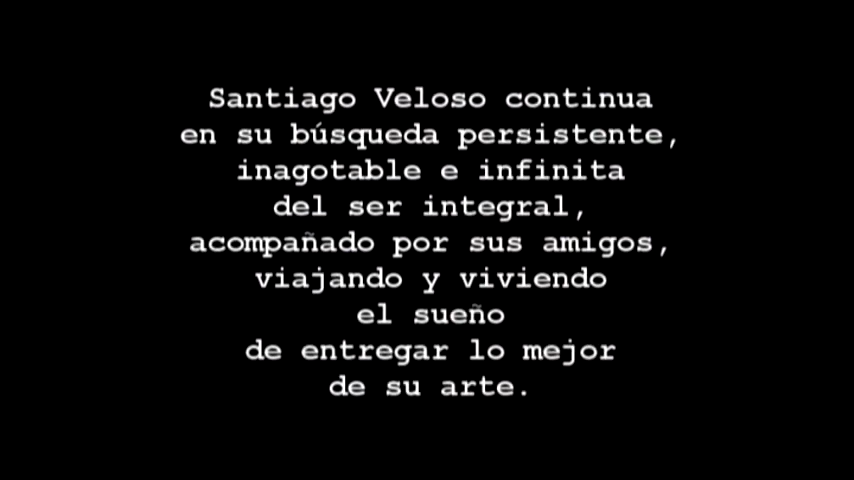 Santiago Veloso continua
en su búsqueda persistente,
inagotable e infinita
del ser integral,
acompañado por sus amigos,
viajando y viviendo
el sueño
de entregar lo mejor
de su arte.